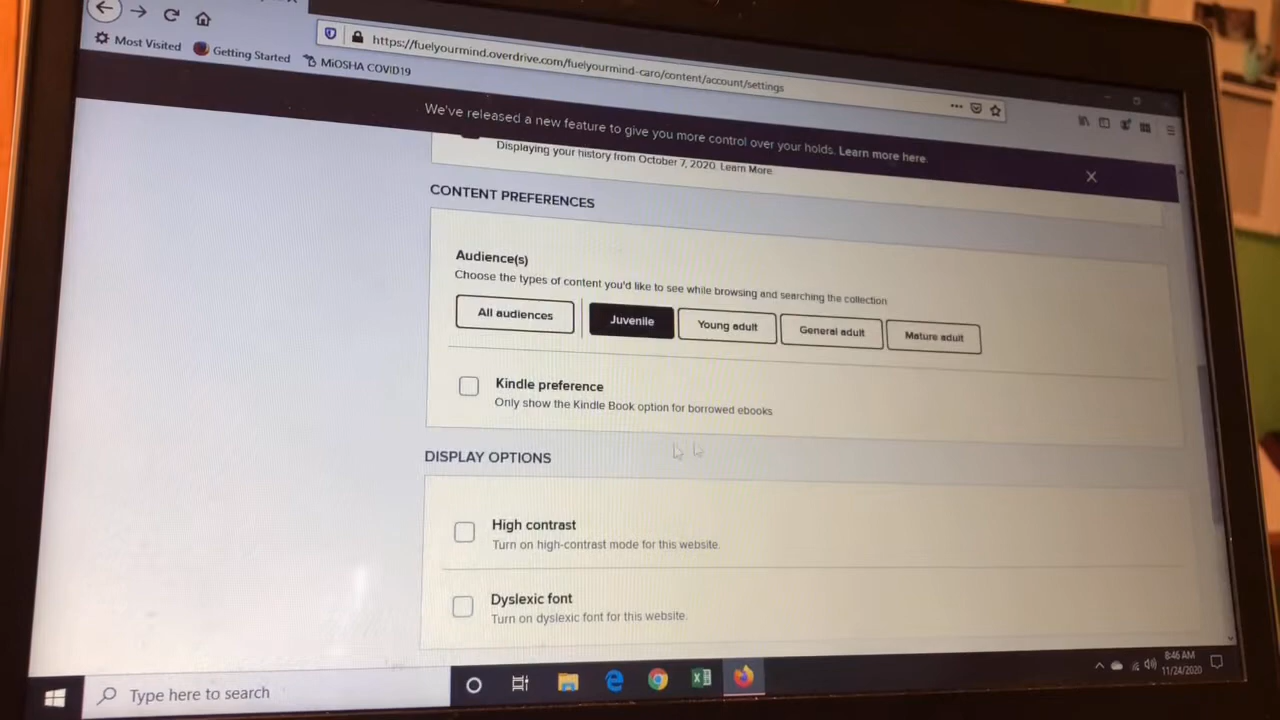 https://fuelyourmind.overdrive.com/fuelyourmind-caro/content/account/settings
Most Visited
Getting Started
MiOSHA COVID19
We've released a new feature to give you more control over your holds. Learn more here.
Displaying your history from October 7, 2020. Learn More
CONTENT PREFERENCES
Audience(s)
Choose the types of content you'd like to see while browsing and searching the collection
All audiences
Juvenile
Young adult
General adult
Mature adult
Kindle preference
Only show the Kindle Book option for borrowed ebooks
DISPLAY OPTIONS
High contrast
Turn on high-contrast mode for this website.
Dyslexic font
Turn on dyslexic font for this website.
Type here to search
8:46 AM
11/24/2020